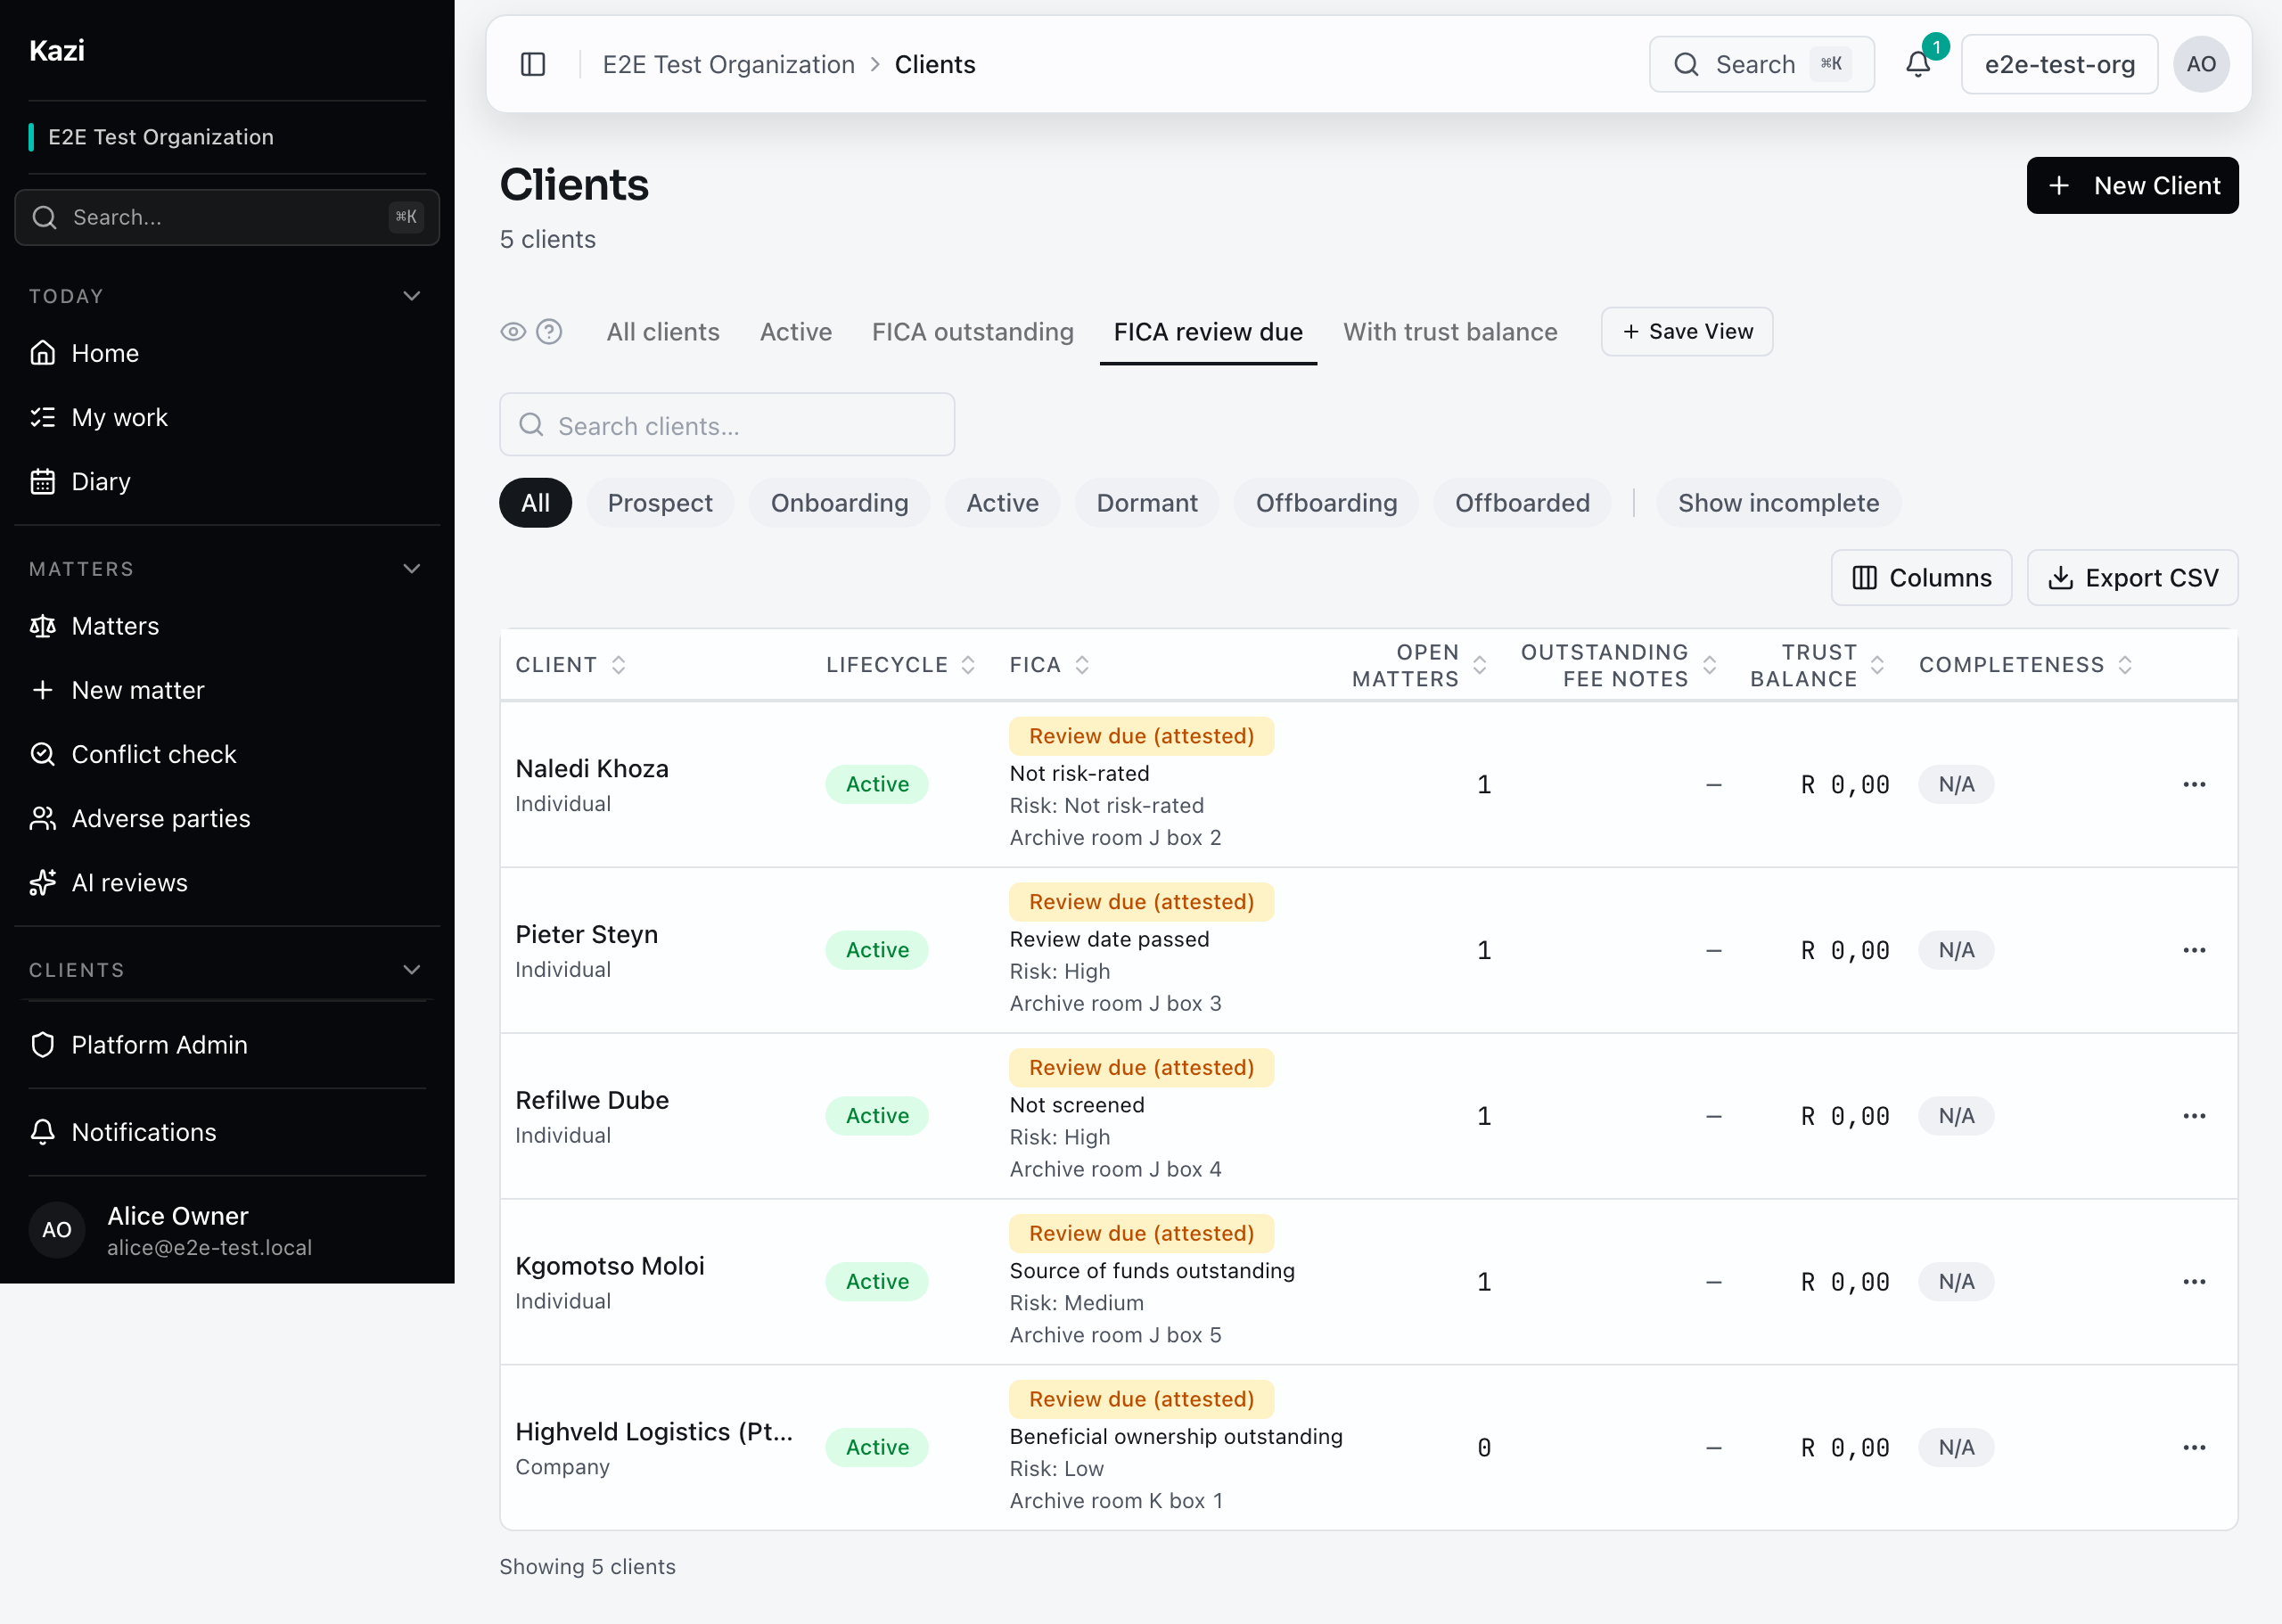 Kazi
E2E Test Organization
Search...
⌘K
TODAY
Home
My work
Diary
MATTERS
Matters
New matter
Conflict check
Adverse parties
AI reviews
CLIENTS
Platform Admin
Notifications
AO
Alice Owner
alice@e2e-test.local
E2E Test Organization > Clients
Search ⌘K
1
e2e-test-org
AO
Clients
5 clients
+ New Client
All clients
Active
FICA outstanding
FICA review due
With trust balance
+ Save View
Search clients...
All
Prospect
Onboarding
Active
Dormant
Offboarding
Offboarded
Show incomplete
Columns
Export CSV
CLIENT
LIFECYCLE
FICA
OPEN
MATTERS
OUTSTANDING
FEE NOTES
TRUST
BALANCE
COMPLETENESS
Naledi Khoza
Individual
Active
Review due (attested)
Not risk-rated
Risk: Not risk-rated
Archive room J box 2
1
—
R 0,00
N/A
Pieter Steyn
Individual
Active
Review due (attested)
Review date passed
Risk: High
Archive room J box 3
1
—
R 0,00
N/A
Refilwe Dube
Individual
Active
Review due (attested)
Not screened
Risk: High
Archive room J box 4
1
—
R 0,00
N/A
Kgomotso Moloi
Individual
Active
Review due (attested)
Source of funds outstanding
Risk: Medium
Archive room J box 5
1
—
R 0,00
N/A
Highveld Logistics (Pt...
Company
Active
Review due (attested)
Beneficial ownership outstanding
Risk: Low
Archive room K box 1
0
—
R 0,00
N/A
Showing 5 clients